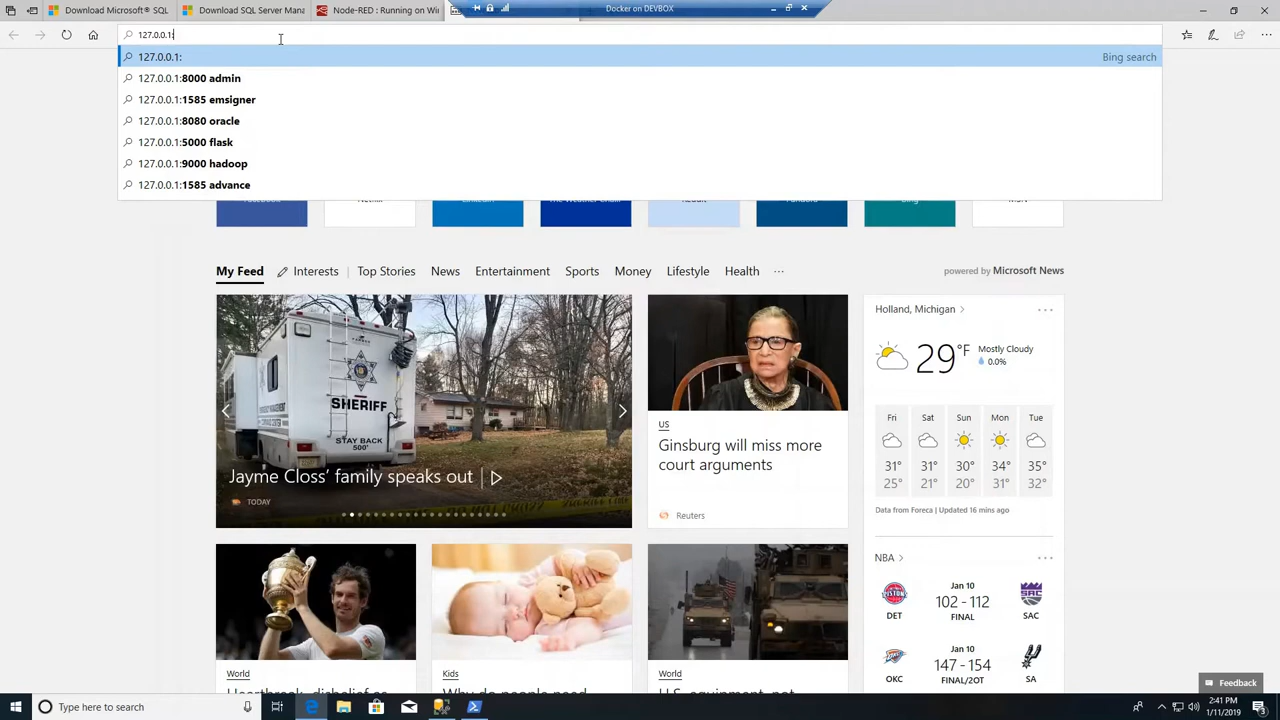 Download Microsoft® SQL
Download SQL Server Mana
Node-RED : Running on Win
Docker on DEVBOX
127.0.0.1:
127.0.0.1:
Bing search
127.0.0.1:8000 admin
127.0.0.1:1585 emsigner
127.0.0.1:8080 oracle
127.0.0.1:5000 flask
127.0.0.1:9000 hadoop
127.0.0.1:1585 advance
My Feed
Interests
Top Stories
News
Entertainment
Sports
Money
Lifestyle
Health
powered by Microsoft News
SHERIFF
STAY BACK
500'
Jayme Closs' family speaks out
TODAY
US
Ginsburg will miss more
court arguments
Reuters
Holland, Michigan
29°F
Mostly Cloudy
0.0%
Fri Sat Sun Mon Tue
31° 31° 30° 34° 35°
25° 21° 19° 31° 32°
Data from Foreca | Updated 16 mins ago
NBA
Jan 10
102 - 112
DET
FINAL
SAC
Jan 10
147 - 154
OKC
FINAL/2OT
SA
World
Kids
World
Feedback
Type here to search
2:41 PM
1/11/2019